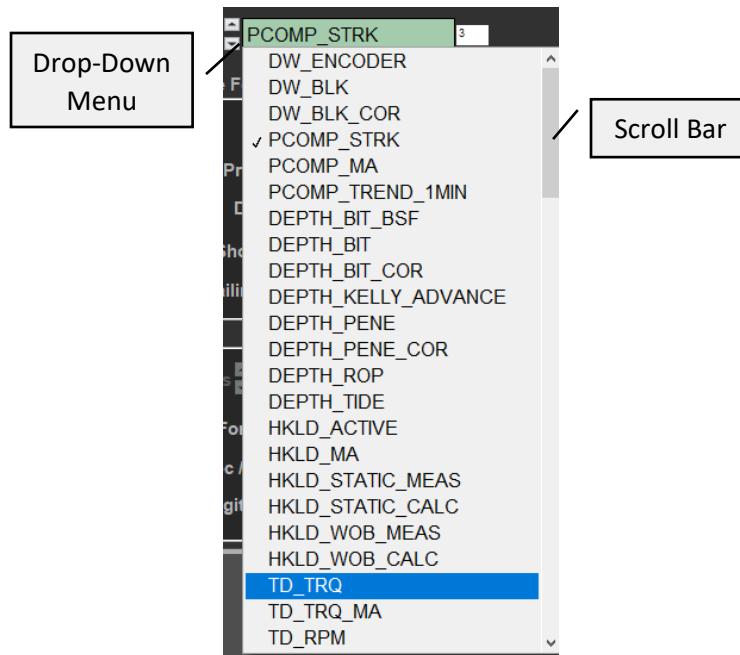 PCOMP_STRK 3
Drop-Down
Menu
Scroll Bar
DW_ENCODER
DW_BLK
DW_BLK_COR
✓ PCOMP_STRK
PCOMP_MA
PCOMP_TREND_1MIN
DEPTH_BIT_BSF
DEPTH_BIT
DEPTH_BIT_COR
DEPTH_KELLY_ADVANCE
DEPTH_PENE
DEPTH_PENE_COR
DEPTH_ROP
DEPTH_TIDE
HKLD_ACTIVE
HKLD_MA
HKLD_STATIC_MEAS
HKLD_STATIC_CALC
HKLD_WOB_MEAS
HKLD_WOB_CALC
TD_TRQ
TD_TRQ_MA
TD_RPM